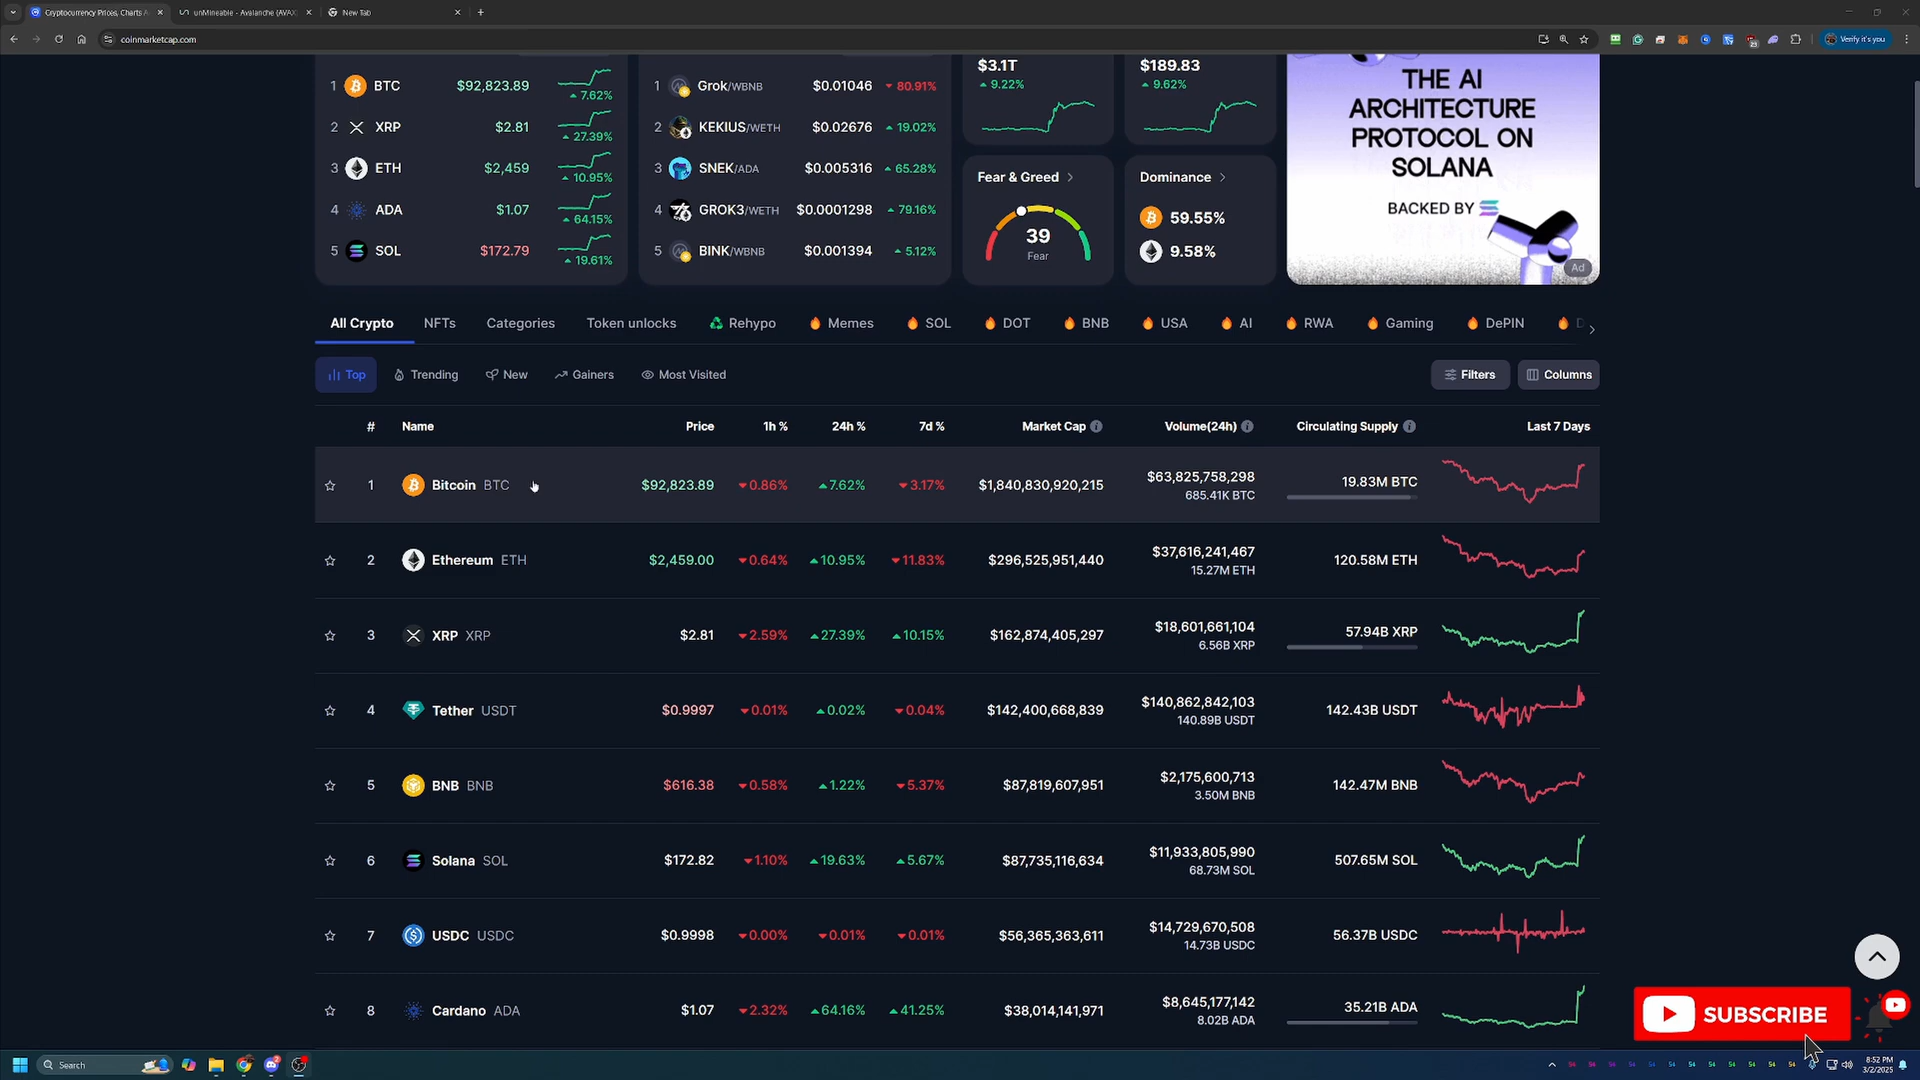 Cryptocurrency Prices, Charts A
unMineable - Avalanche (AVAX
New Tab
coinmarketcap.com
Verify it's you
1 BTC $92,823.89 7.62%
2 XRP $2.81 27.39%
3 ETH $2,459 10.95%
4 ADA $1.07 64.15%
5 SOL $172.79 19.61%
1 Grok/WBNB $0.01046 80.91%
2 KEKIUS/WETH $0.02676 19.02%
3 SNEK/ADA $0.005316 65.28%
4 GROK3/WETH $0.0001298 79.16%
5 BINK/WBNB $0.001394 5.12%
$3.1T
9.22%
$189.83
9.62%
Fear & Greed
39
Fear
Dominance
59.55%
9.58%
THE AI
ARCHITECTURE
PROTOCOL ON
SOLANA
BACKED BY
Ad
All Crypto NFTs Categories Token unlocks Rehypo Memes SOL DOT BNB USA AI RWA Gaming DePIN
Top Trending New Gainers Most Visited Filters Columns
# Name Price 1h % 24h % 7d % Market Cap Volume(24h) Circulating Supply Last 7 Days
1 Bitcoin BTC $92,823.89 0.86% 7.62% 3.17% $1,840,830,920,215 $63,825,758,298 19.83M BTC
685.41K BTC
2 Ethereum ETH $2,459.00 0.64% 10.95% 11.83% $296,525,951,440 $37,616,241,467 120.58M ETH
15.27M ETH
3 XRP XRP $2.81 2.59% 27.39% 10.15% $162,874,405,297 $18,601,661,104 57.94B XRP
6.56B XRP
4 Tether USDT $0.9997 0.01% 0.02% 0.04% $142,400,668,839 $140,862,842,103 142.43B USDT
140.89B USDT
5 BNB BNB $616.38 0.58% 1.22% 5.37% $87,819,607,951 $2,175,600,713 142.47M BNB
3.50M BNB
6 Solana SOL $172.82 1.10% 19.63% 5.67% $87,735,116,634 $11,933,805,990 507.65M SOL
68.73M SOL
7 USDC USDC $0.9998 0.00% 0.01% 0.01% $56,365,363,611 $14,729,670,508 56.37B USDC
14.73B USDC
8 Cardano ADA $1.07 2.32% 64.16% 41.25% $38,014,141,971 $8,645,177,142 35.21B ADA
8.02B ADA
SUBSCRIBE
Search
8:52 PM
3/2/2025